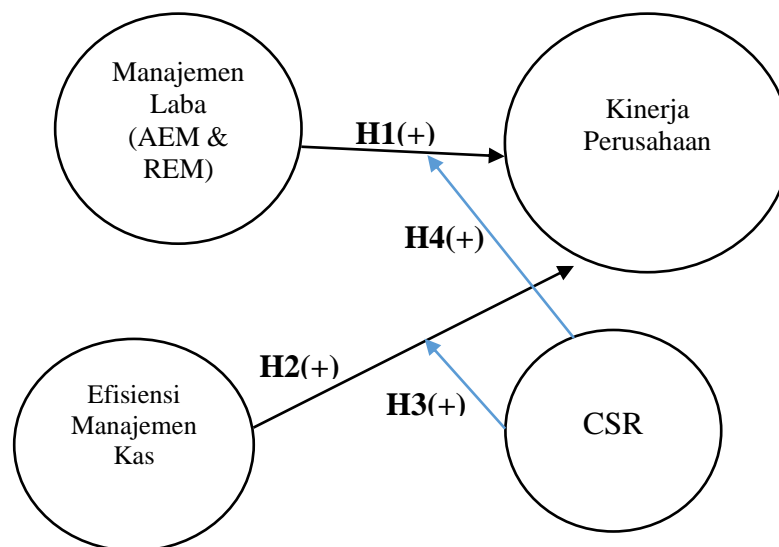 Manajemen
Laba
(AEM &
REM)
H1(+)
Kinerja
Perusahaan
H4(+)
H2(+)
H3(+)
Efisiensi
Manajemen
Kas
CSR